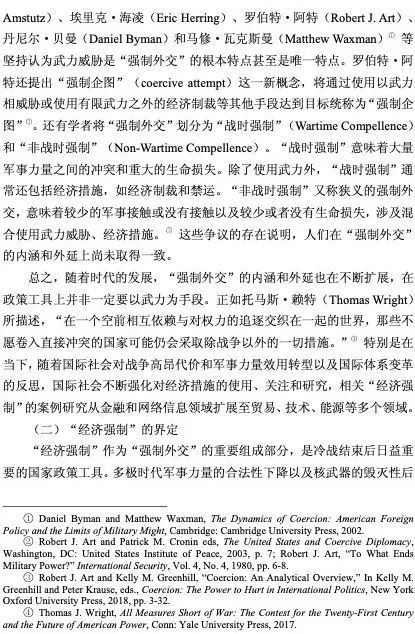 Amstutz）、埃里克·海凌（Eric Herring）、罗伯特·阿特（Robert J. Art）、
丹尼尔·贝曼（Daniel Byman）和马修·瓦克斯曼（Matthew Waxman）① 等
坚持认为武力威胁是“强制外交”的根本特点甚至是唯一特点。罗伯特·阿
特还提出“强制企图”（coercive attempt）这一新概念，将通过使用以武力
相威胁或使用有限武力之外的经济制裁等其他手段达到目标统称为“强制企
图”②。还有学者将“强制外交”划分为“战时强制”（Wartime Compellence）
和“非战时强制”（Non-Wartime Compellence）。“战时强制”意味着大量
军事力量之间的冲突和重大的生命损失。除了使用武力外，“战时强制”通
常还包括经济措施，如经济制裁和禁运。“非战时强制”又称狭义的强制外
交，意味着较少的军事接触或没有接触以及较少或者没有生命损失，涉及混
合使用武力威胁、经济措施。③ 这些争议的存在说明，人们在“强制外交”
的内涵和外延上尚未取得一致。
总之，随着时代的发展，“强制外交”的内涵和外延也在不断扩展，在
政策工具上并非一定要以武力为手段。正如托马斯·赖特（Thomas Wright）
所描述，“在一个空前相互依赖与对权力的追逐交织在一起的世界，那些不
愿卷入直接冲突的国家可能仍会采取除战争以外的一切措施。”④ 特别是在
当下，随着国际社会对战争高昂代价和军事力量效用转型以及国际体系变革
的反思，国际社会不断强化对经济措施的使用、关注和研究，相关“经济强
制”的案例研究从金融和网络信息领域扩展至贸易、技术、能源等多个领域。
（二）“经济强制”的界定
“经济强制”作为“强制外交”的重要组成部分，是冷战结束后日益重
要的国家政策工具。多极时代军事力量的合法性下降以及核武器的毁灭性后
① Daniel Byman and Matthew Waxman, The Dynamics of Coercion: American Foreign
Policy and the Limits of Military Might, Cambridge: Cambridge University Press, 2002.
② Robert J. Art and Patrick M. Cronin eds, The United States and Coercive Diplomacy,
Washington, DC: United States Institute of Peace, 2003, p. 7; Robert J. Art, “To What Ends
Military Power?” International Security, Vol. 4, No. 4, 1980, pp. 6-8.
③ Robert J. Art and Kelly M. Greenhill, “Coercion: An Analytical Overview,” In Kelly M.
Greenhill and Peter Krause, eds., Coercion: The Power to Hurt in International Politics, New York:
Oxford University Press, 2018, pp. 3-32.
④ Thomas J. Wright, All Measures Short of War: The Contest for the Twenty-First Century
and the Future of American Power, Conn: Yale University Press, 2017.